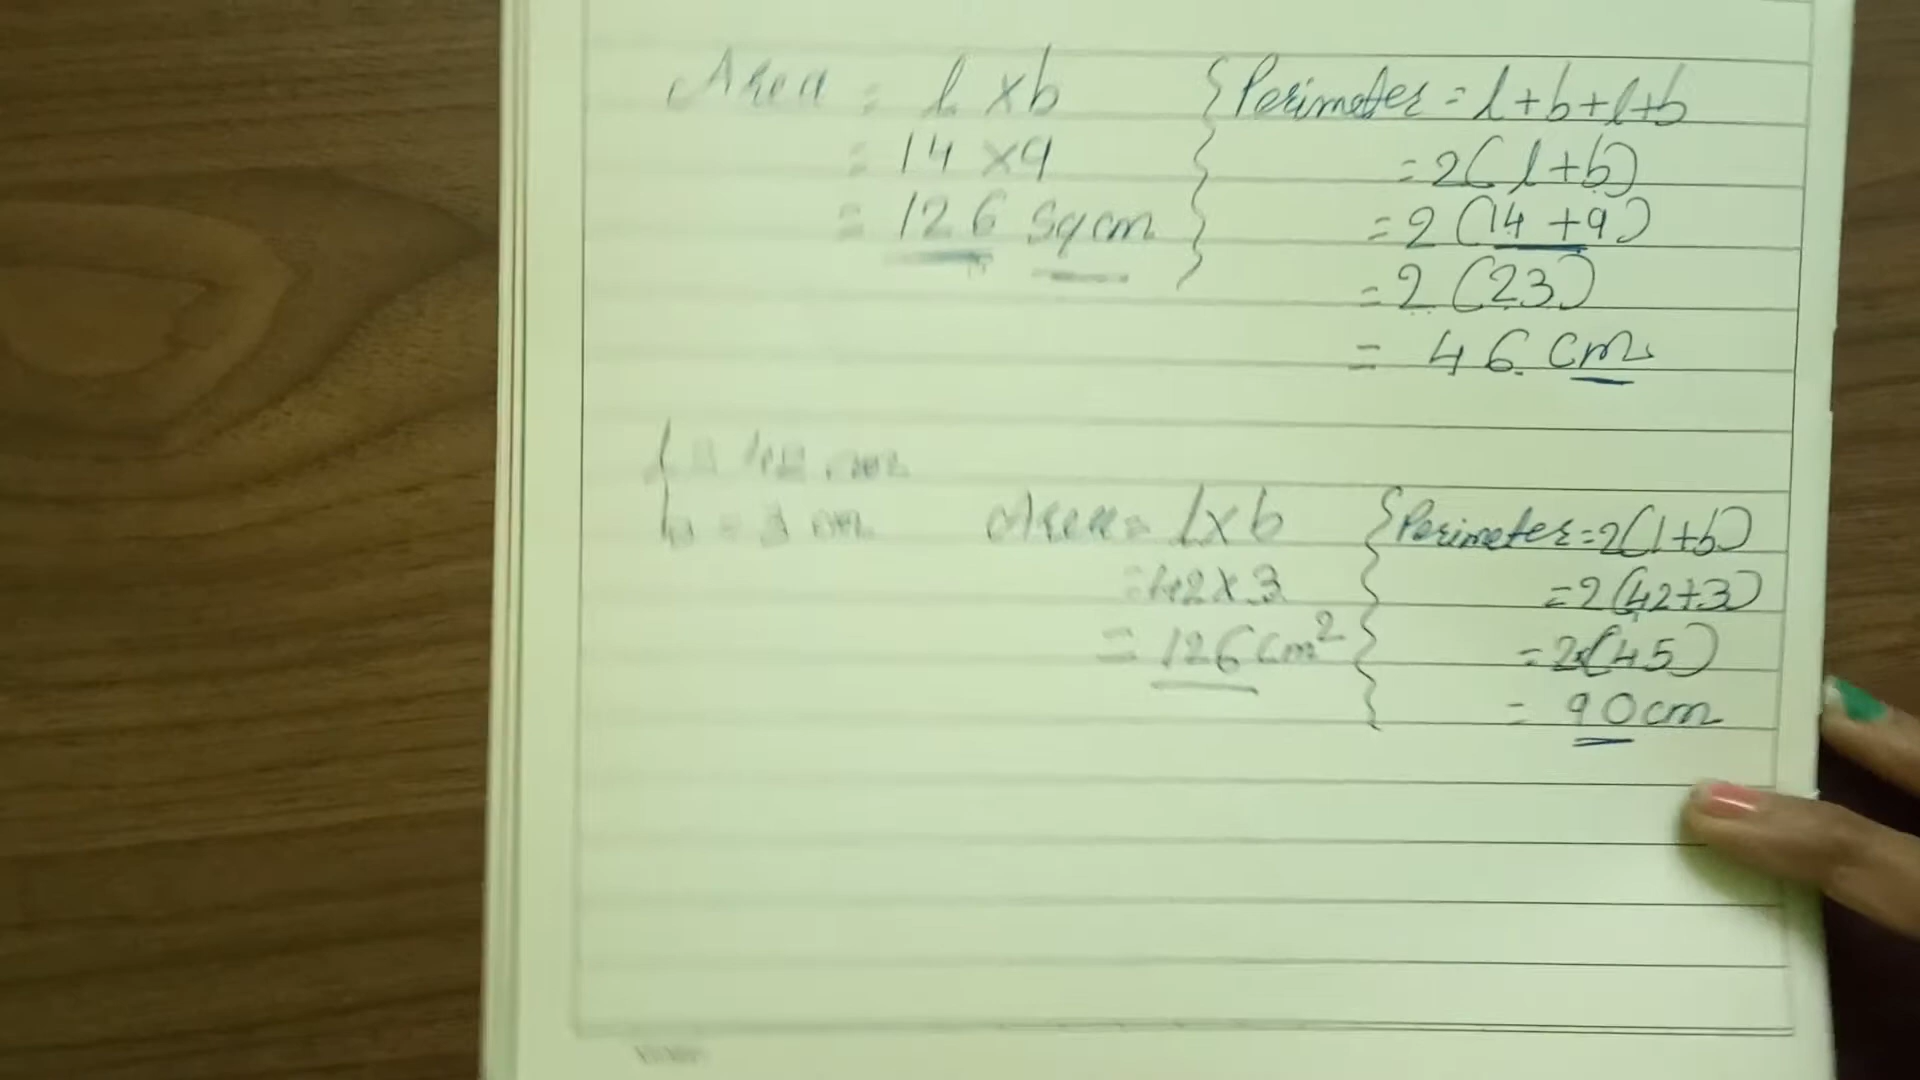 Area = l × b
= 14 × 9
= 126 sq cm
Perimeter = l + b + l + b
= 2(l + b)
= 2(14 + 9)
= 2(23)
= 46 cm
l = 42 cm
b = 3 cm
Area = l × b
= 42 × 3
= 126 cm²
Perimeter = 2(l + b)
= 2(42 + 3)
= 2(45)
= 90 cm